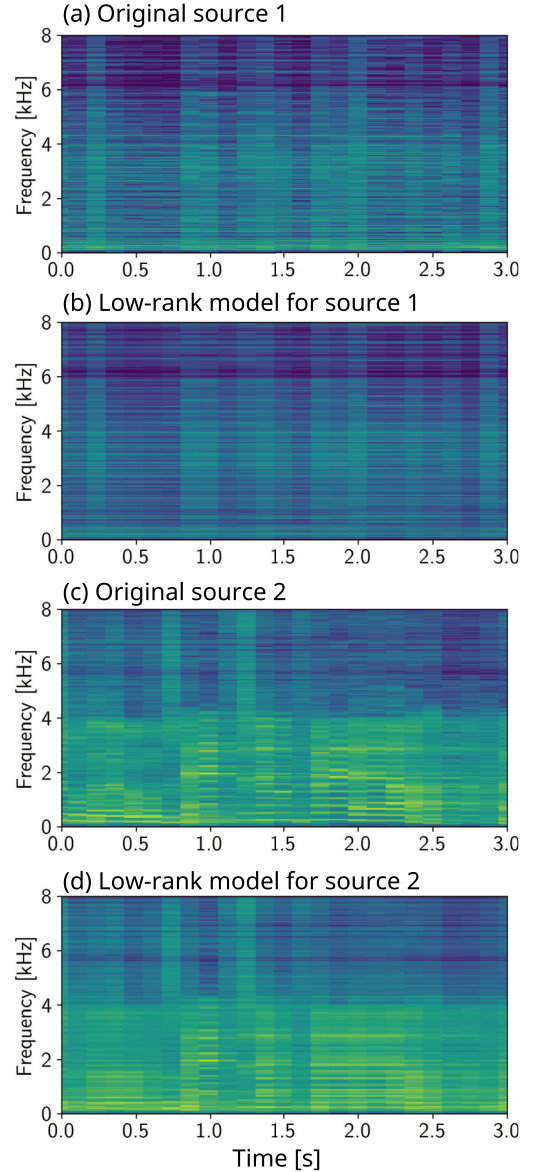 (a) Original source 1
Frequency [kHz]
8
6
4
2
0
0.0 0.5 1.0 1.5 2.0 2.5 3.0
(b) Low-rank model for source 1
Frequency [kHz]
8
6
4
2
0
0.0 0.5 1.0 1.5 2.0 2.5 3.0
(c) Original source 2
Frequency [kHz]
8
6
4
2
0
0.0 0.5 1.0 1.5 2.0 2.5 3.0
(d) Low-rank model for source 2
Frequency [kHz]
8
6
4
2
0
0.0 0.5 1.0 1.5 2.0 2.5 3.0
Time [s]